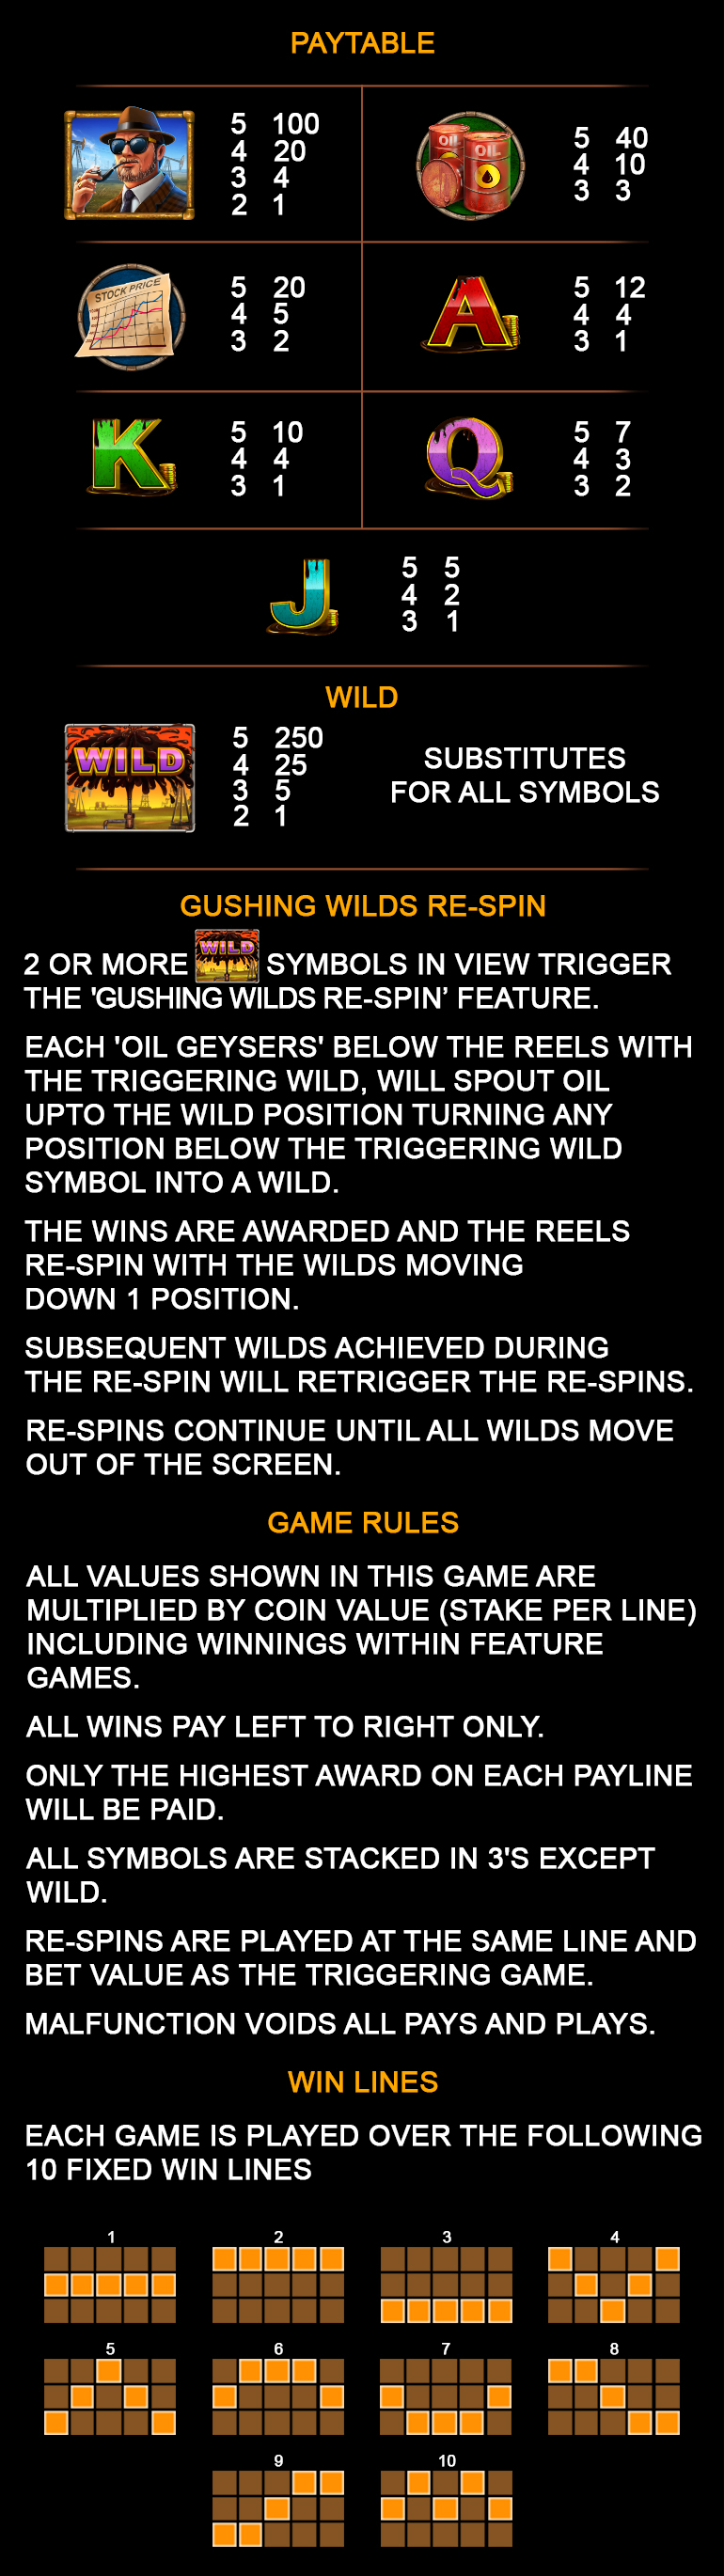 PAYTABLE
5 100
4 20
3 4
2 1
OIL
OIL
5 40
4 10
3 3
STOCK PRICE
5 20
4 5
3 2
A
5 12
4 4
3 1
K
5 10
4 4
3 1
Q
5 7
4 3
3 2
J
5 5
4 2
3 1
WILD
WILD
5 250
4 25
3 5
2 1
SUBSTITUTES
FOR ALL SYMBOLS
GUSHING WILDS RE-SPIN
2 OR MORE WILD SYMBOLS IN VIEW TRIGGER
THE 'GUSHING WILDS RE-SPIN’ FEATURE.
EACH 'OIL GEYSERS' BELOW THE REELS WITH
THE TRIGGERING WILD, WILL SPOUT OIL
UPTO THE WILD POSITION TURNING ANY
POSITION BELOW THE TRIGGERING WILD
SYMBOL INTO A WILD.
THE WINS ARE AWARDED AND THE REELS
RE-SPIN WITH THE WILDS MOVING
DOWN 1 POSITION.
SUBSEQUENT WILDS ACHIEVED DURING
THE RE-SPIN WILL RETRIGGER THE RE-SPINS.
RE-SPINS CONTINUE UNTIL ALL WILDS MOVE
OUT OF THE SCREEN.
GAME RULES
ALL VALUES SHOWN IN THIS GAME ARE
MULTIPLIED BY COIN VALUE (STAKE PER LINE)
INCLUDING WINNINGS WITHIN FEATURE
GAMES.
ALL WINS PAY LEFT TO RIGHT ONLY.
ONLY THE HIGHEST AWARD ON EACH PAYLINE
WILL BE PAID.
ALL SYMBOLS ARE STACKED IN 3'S EXCEPT
WILD.
RE-SPINS ARE PLAYED AT THE SAME LINE AND
BET VALUE AS THE TRIGGERING GAME.
MALFUNCTION VOIDS ALL PAYS AND PLAYS.
WIN LINES
EACH GAME IS PLAYED OVER THE FOLLOWING
10 FIXED WIN LINES
1 2 3 4
5 6 7 8
9 10